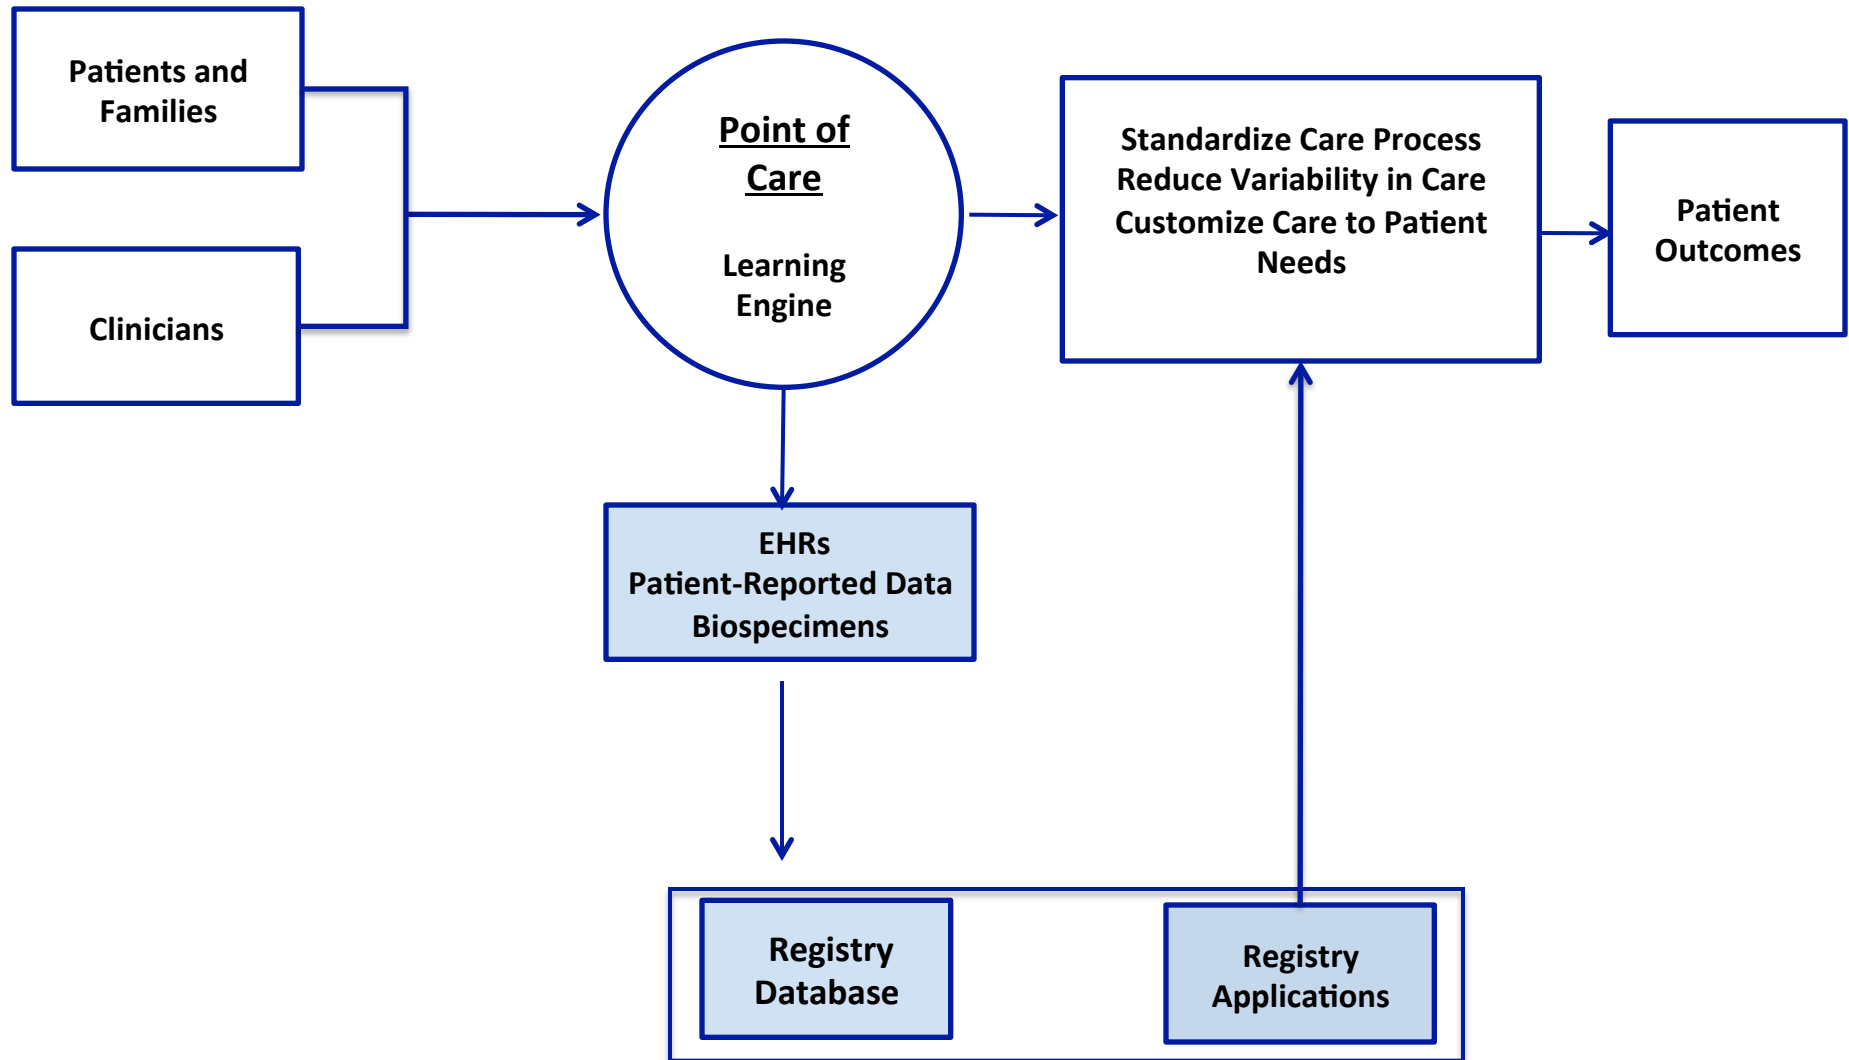 Patients and
Families
Clinicians
Point of
Care
Learning
Engine
Standardize Care Process
Reduce Variability in Care
Customize Care to Patient
Needs
Patient
Outcomes
EHRs
Patient-Reported Data
Biospecimens
Registry
Database
Registry
Applications